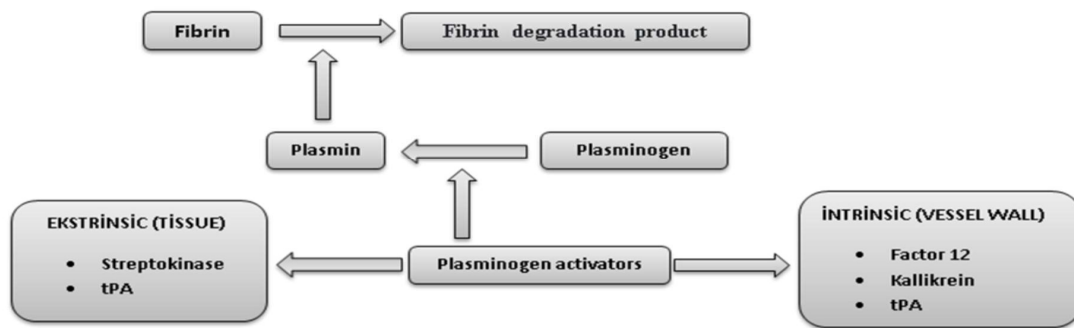 Fibrin
Fibrin degradation product
Plasmin
Plasminogen
EKSTRİNSİC (TİSSUE)
• Streptokinase
• tPA
Plasminogen activators
İNTRİNSİC (VESSEL WALL)
• Factor 12
• Kallikrein
• tPA